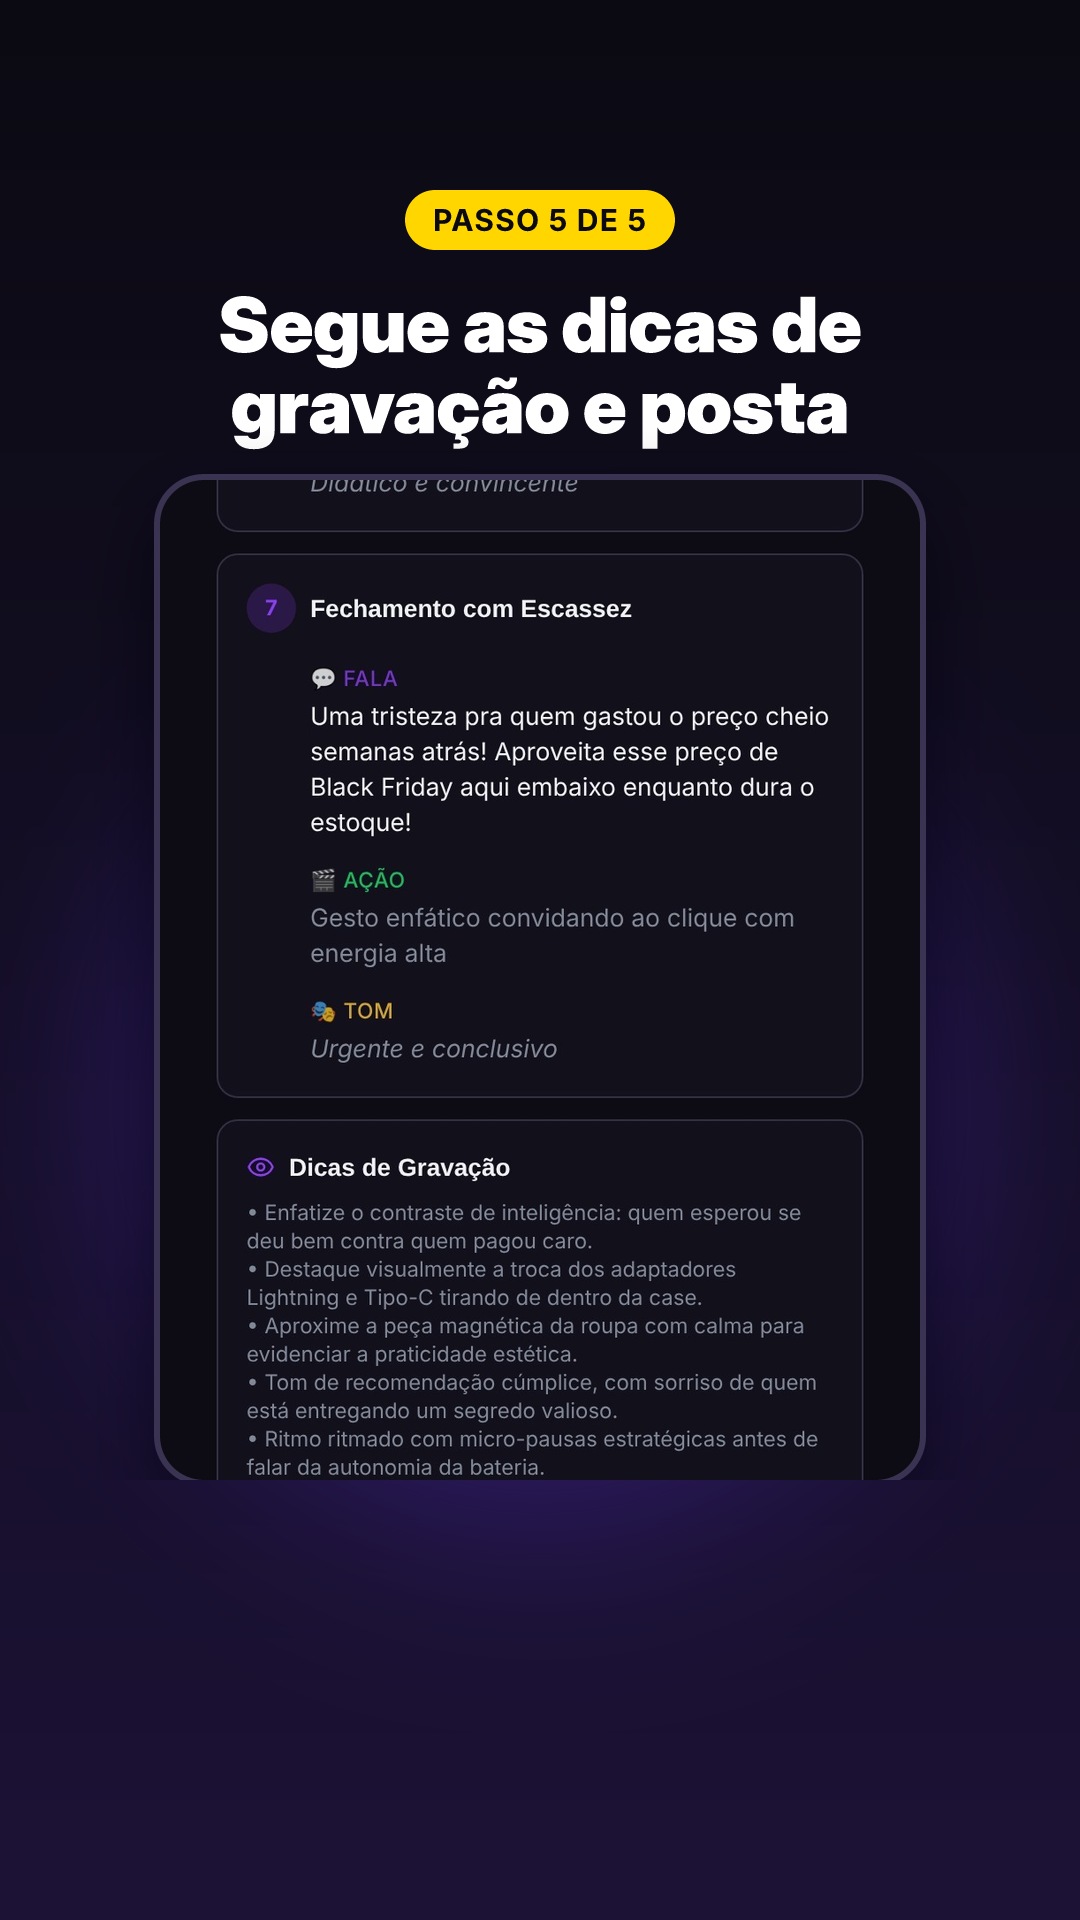 PASSO 5 DE 5
Segue as dicas de
gravação e posta
Didático e convincente
7 Fechamento com Escassez
💬 FALA
Uma tristeza pra quem gastou o preço cheio
semanas atrás! Aproveita esse preço de
Black Friday aqui embaixo enquanto dura o
estoque!
🎬 AÇÃO
Gesto enfático convidando ao clique com
energia alta
🎭 TOM
Urgente e conclusivo
Dicas de Gravação
• Enfatize o contraste de inteligência: quem esperou se
deu bem contra quem pagou caro.
• Destaque visualmente a troca dos adaptadores
Lightning e Tipo-C tirando de dentro da case.
• Aproxime a peça magnética da roupa com calma para
evidenciar a praticidade estética.
• Tom de recomendação cúmplice, com sorriso de quem
está entregando um segredo valioso.
• Ritmo ritmado com micro-pausas estratégicas antes de
falar da autonomia da bateria.